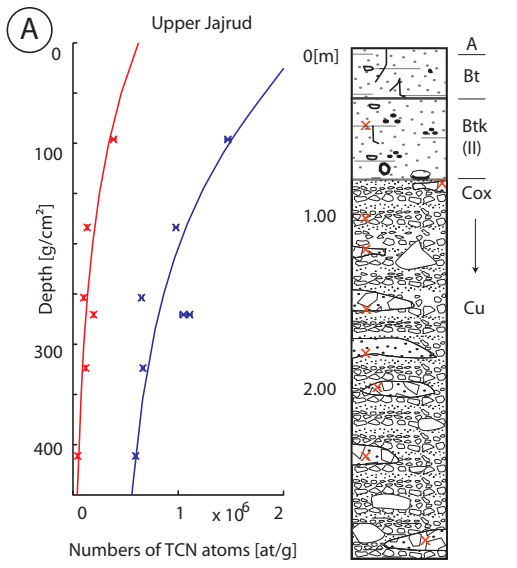 A
Upper Jajrud
0
100
300
400
Depth [g/cm²]
0
1
2
x 10⁶
Numbers of TCN atoms [at/g]
0[m]
1.00
2.00
A
Bt
Btk
(II)
Cox
Cu